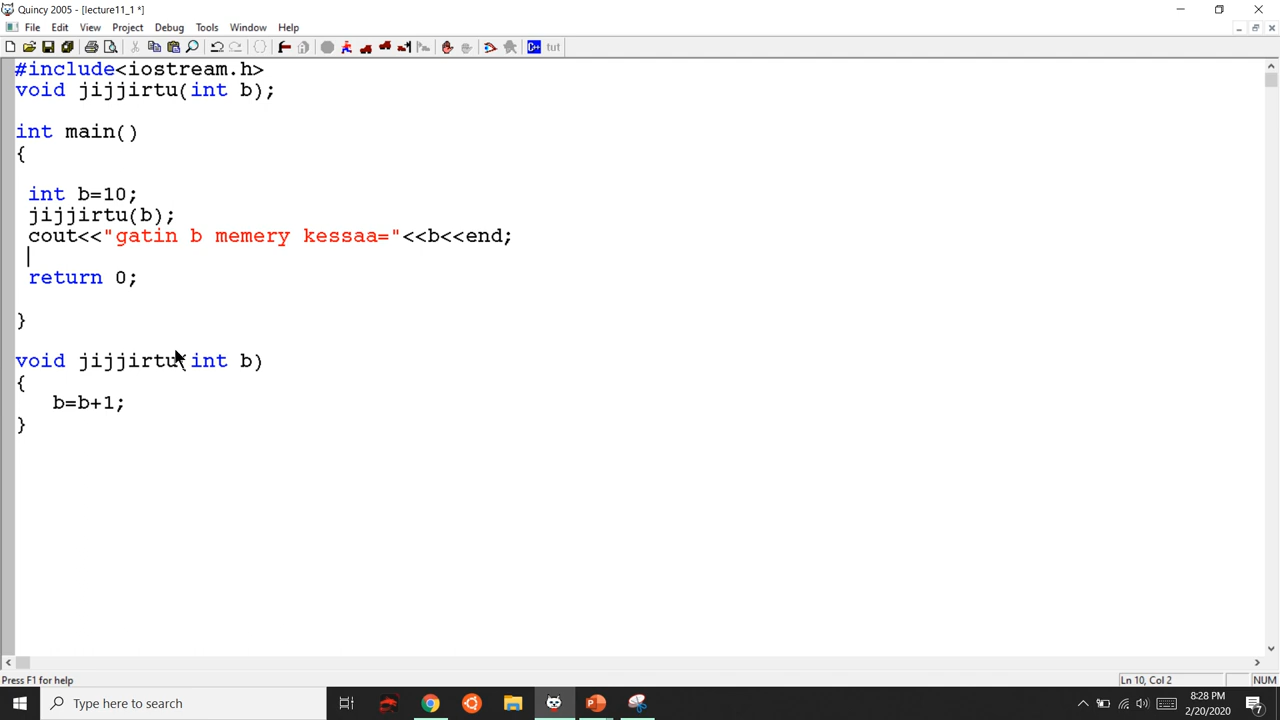 Quincy 2005 - [lecture11_1 *]
File Edit View Project Debug Tools Window Help
C++ tut
#include<iostream.h>
void jijjirtu(int b);
int main()
{
int b=10;
jijjirtu(b);
cout<<"gatin b memery kessaa="<<b<<end;
return 0;
}
void jijjirtu(int b)
{
b=b+1;
}
Press F1 for help
Ln 10, Col 2
NUM
Type here to search
8:28 PM
2/20/2020
7